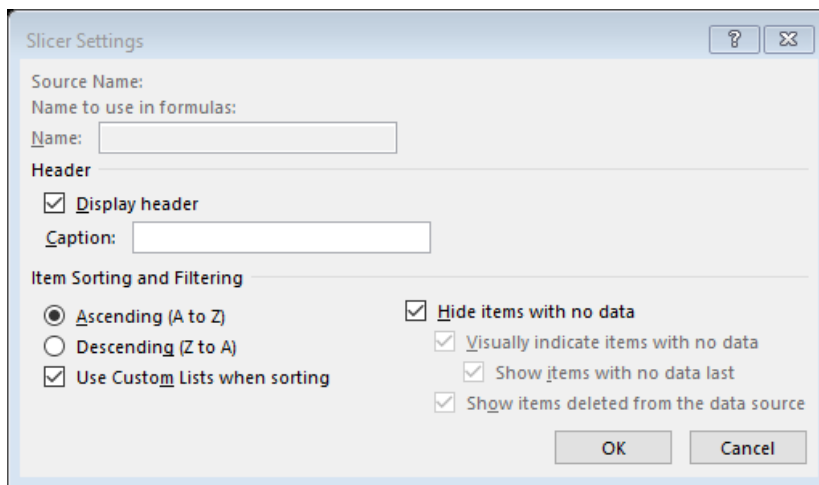 Slicer Settings
Source Name:
Name to use in formulas:
Name:
Header
Display header
Caption:
Item Sorting and Filtering
Ascending (A to Z)
Descending (Z to A)
Use Custom Lists when sorting
Hide items with no data
Visually indicate items with no data
Show items with no data last
Show items deleted from the data source
OK
Cancel